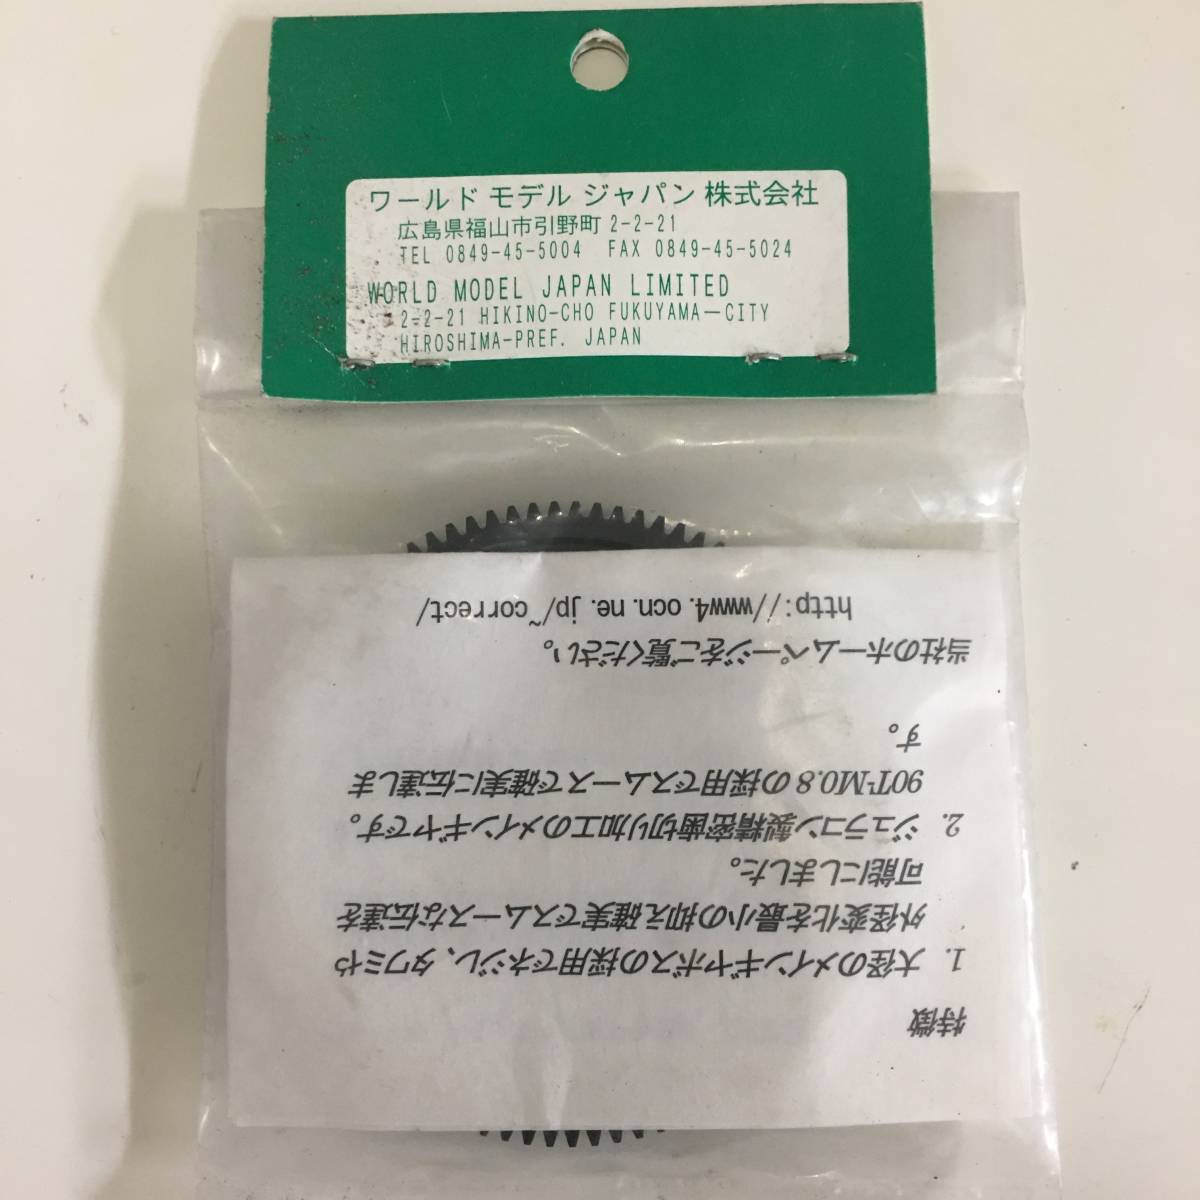 ワールド モデル ジャパン 株式会社
広島県福山市引野町 2-2-21
TEL 0849-45-5004 FAX 0849-45-5024
WORLD MODEL JAPAN LIMITED
2-2-21 HIKINO-CHO FUKUYAMA-CITY
HIROSHIMA-PREF. JAPAN
特徴
1. 大径のメインギヤボスの採用でネジレ、タワミや
外径変化を最小の抑え確実でスムースな伝達を
可能にしました。
2. ジュラコン製精密歯切り加工のメインギヤです。
90T-M0.8の採用でスムースで確実に伝達しま
す。
当社のホームページをご覧ください。
http://www4.ocn.ne.jp/~correct/